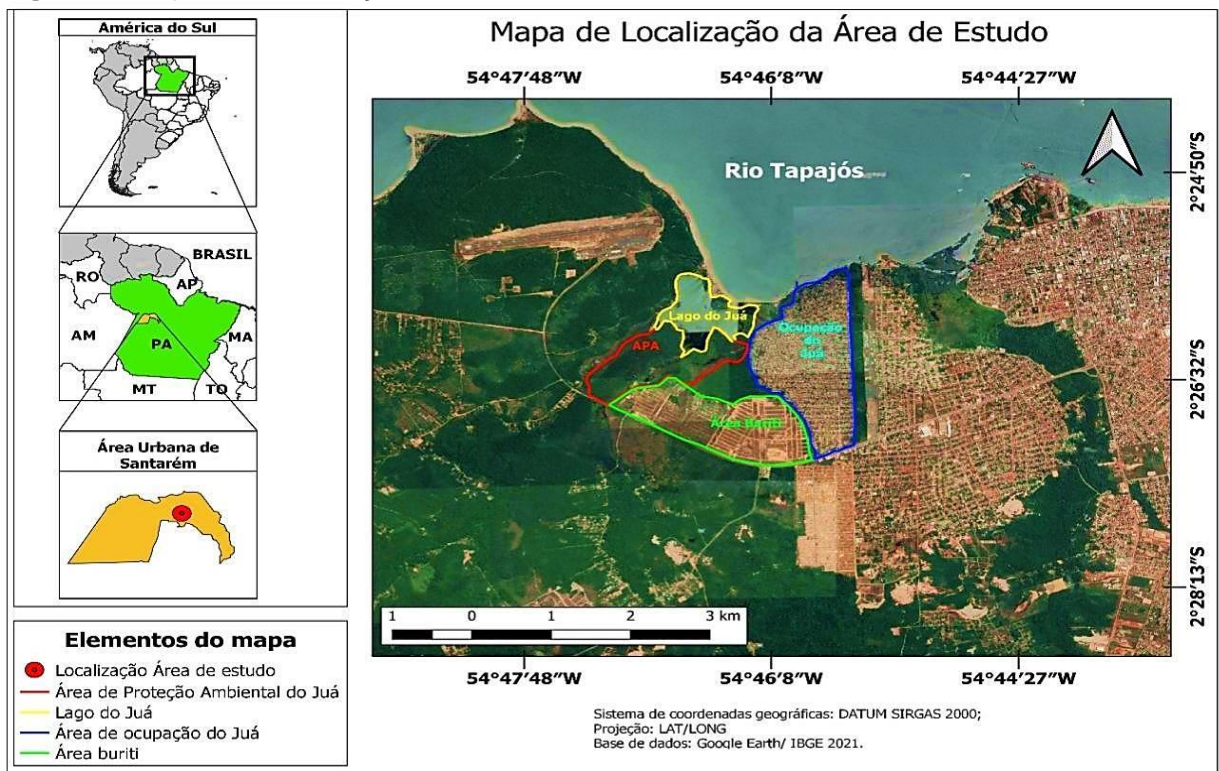 América do Sul
BRASIL
RO
AP
AM
PA
MA
MT
TO
Área Urbana de
Santarém
Elementos do mapa
Localização Área de estudo
Área de Proteção Ambiental do Juá
Lago do Juá
Área de ocupação do Juá
Área buriti
Mapa de Localização da Área de Estudo
54°47'48"W
54°46'8"W
54°44'27"W
Rio Tapajós
2°24'50"S
Lago do Juá
Ocupação
do
Juá
APA
2°26'32"S
Área Buriti
2°28'13"S
1 0 1 2 3 km
54°47'48"W
54°46'8"W
54°44'27"W
Sistema de coordenadas geográficas: DATUM SIRGAS 2000;
Projeção: LAT/LONG
Base de dados: Google Earth/ IBGE 2021.